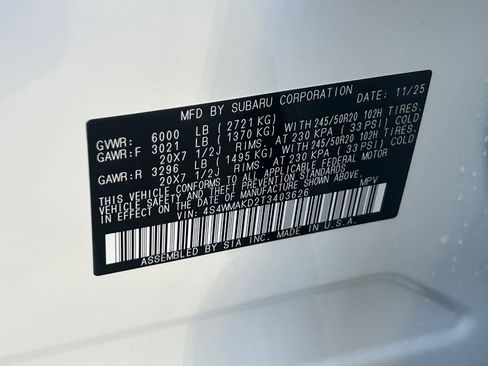 MFD BY SUBARU CORPORATION DATE: 11/25
GVWR: 6000 LB ( 2721 KG)
GAWR:F 3021 LB ( 1370 KG) WITH 245/50R20 102H TIRES.
20X7 1/2J RIMS. AT 230 KPA ( 33 PSI) COLD
GAWR:R 3296 LB ( 1495 KG) WITH 245/50R20 102H TIRES.
20X7 1/2J RIMS. AT 230 KPA ( 33 PSI) COLD
THIS VEHICLE CONFORMS TO ALL APPLICABLE FEDERAL MOTOR
VEHICLE SAFETY AND THEFT PREVENTION STANDARDS
IN EFFECT ON THE DATE OF MANUFACTURE SHOWN ABOVE.
VIN: 4S4WMAKD2T3403626 MPV
ASSEMBLED BY SIA INC. MADE IN U.S.A.